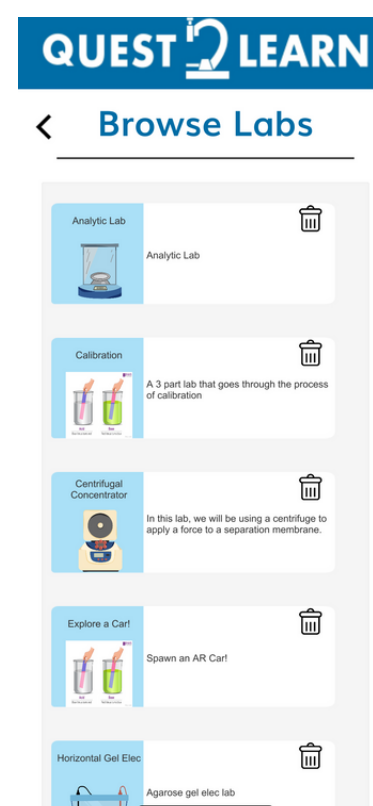 QUEST 2 LEARN
Browse Labs
Analytic Lab
Analytic Lab
Calibration
A 3 part lab that goes through the process
of calibration
Centrifugal
Concentrator
In this lab, we will be using a centrifuge to
apply a force to a separation membrane.
Explore a Car!
Spawn an AR Car!
Horizontal Gel Elec
Agarose gel elec lab